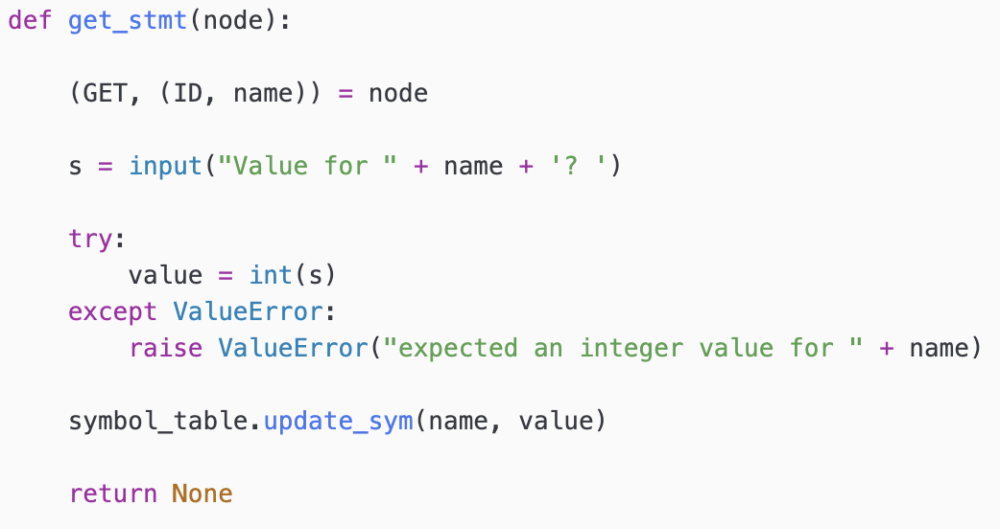 def get_stmt(node):
    (GET, (ID, name)) = node
    s = input("Value for " + name + '? ')
    try:
        value = int(s)
    except ValueError:
        raise ValueError("expected an integer value for " + name)
    symbol_table.update_sym(name, value)
    return None